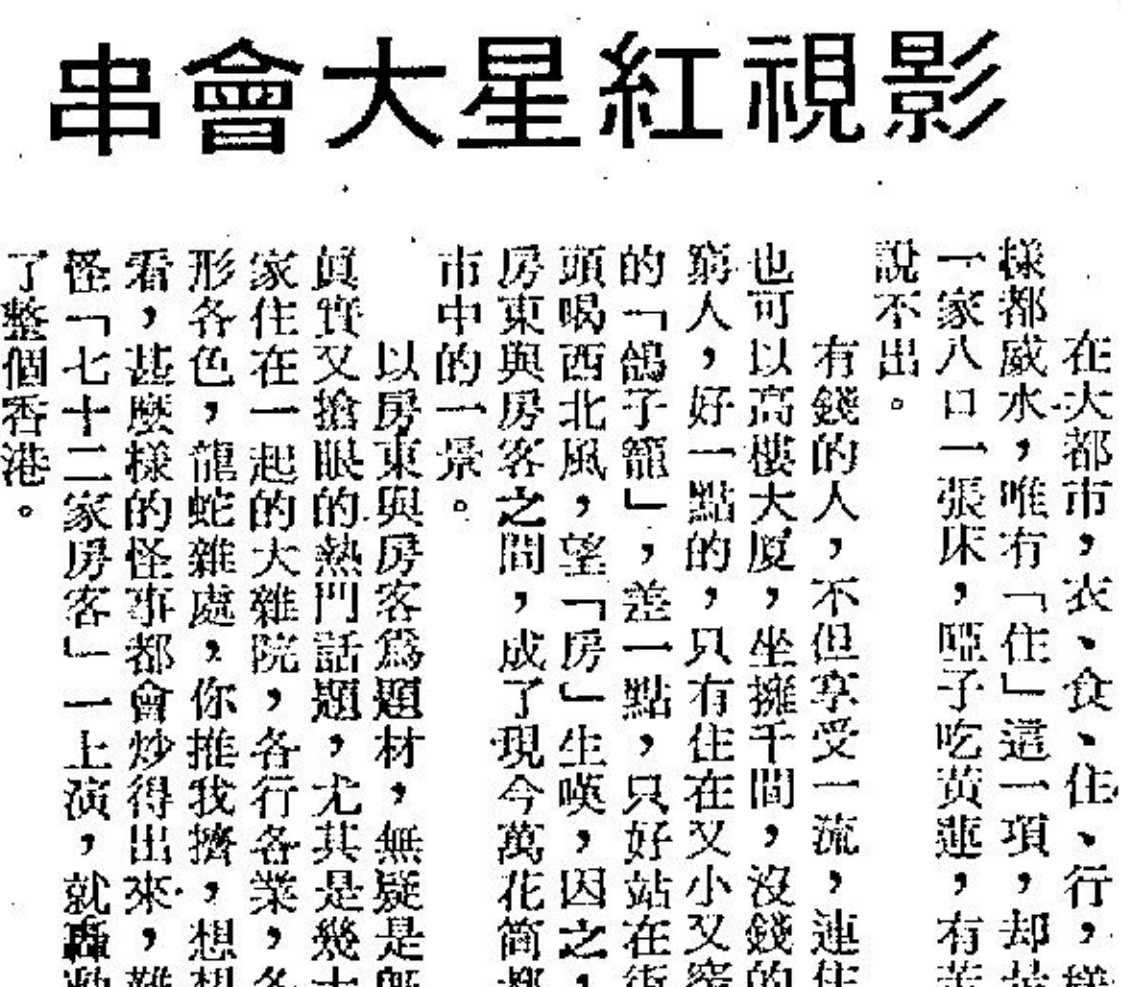 影視紅星大會串
在大都市，衣、食、住、行，樣
樣都威水，唯有「住」這一項，却苦
一家八口一張床，啞子吃黃連，有苦
說不出。
有錢的人，不但享受一流，連住
也可以高樓大厦，坐擁千間，沒錢的
窮人，好一點的，只有住在又小又窄
的「鴿子籠」，差一點，只好站在街
頭喝西北風，望「房」生嘆，因之，
房東與房客之間，成了現今萬花筒都
市中的一景。
以房東與房客爲題材，無疑是旣
眞實又搶眼的熱門話題，尤其是幾十
家住在一起的大雜院，各行各業，各
形各色，龍蛇雜處，你推我擠，想想
看，甚麼樣的怪事都會炒得出來，難
怪「七十二家房客」一上演，就轟動
了整個香港。